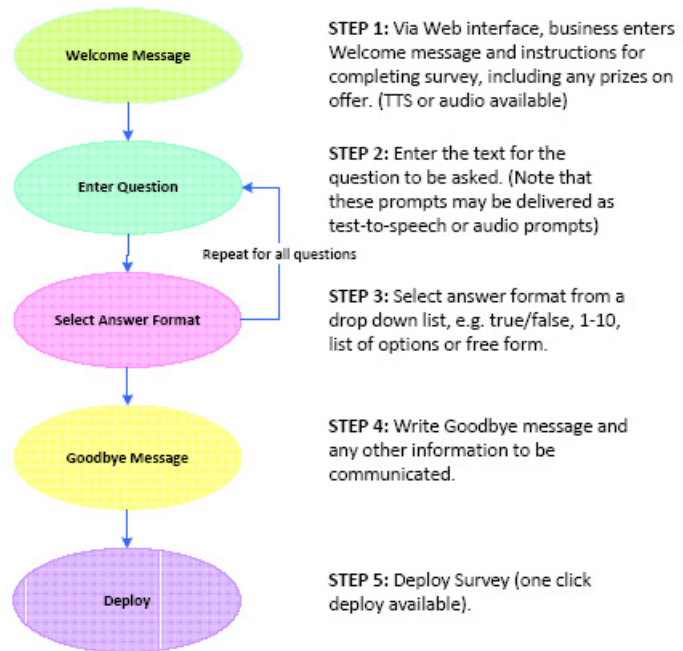 Welcome Message
STEP 1: Via Web interface, business enters
Welcome message and instructions for
completing survey, including any prizes on
offer. (TTS or audio available)
Enter Question
STEP 2: Enter the text for the
question to be asked. (Note that
these prompts may be delivered as
test-to-speech or audio prompts)
Repeat for all questions
Select Answer Format
STEP 3: Select answer format from a
drop down list, e.g. true/false, 1-10,
list of options or free form.
Goodbye Message
STEP 4: Write Goodbye message and
any other information to be
communicated.
Deploy
STEP 5: Deploy Survey (one click
deploy available).